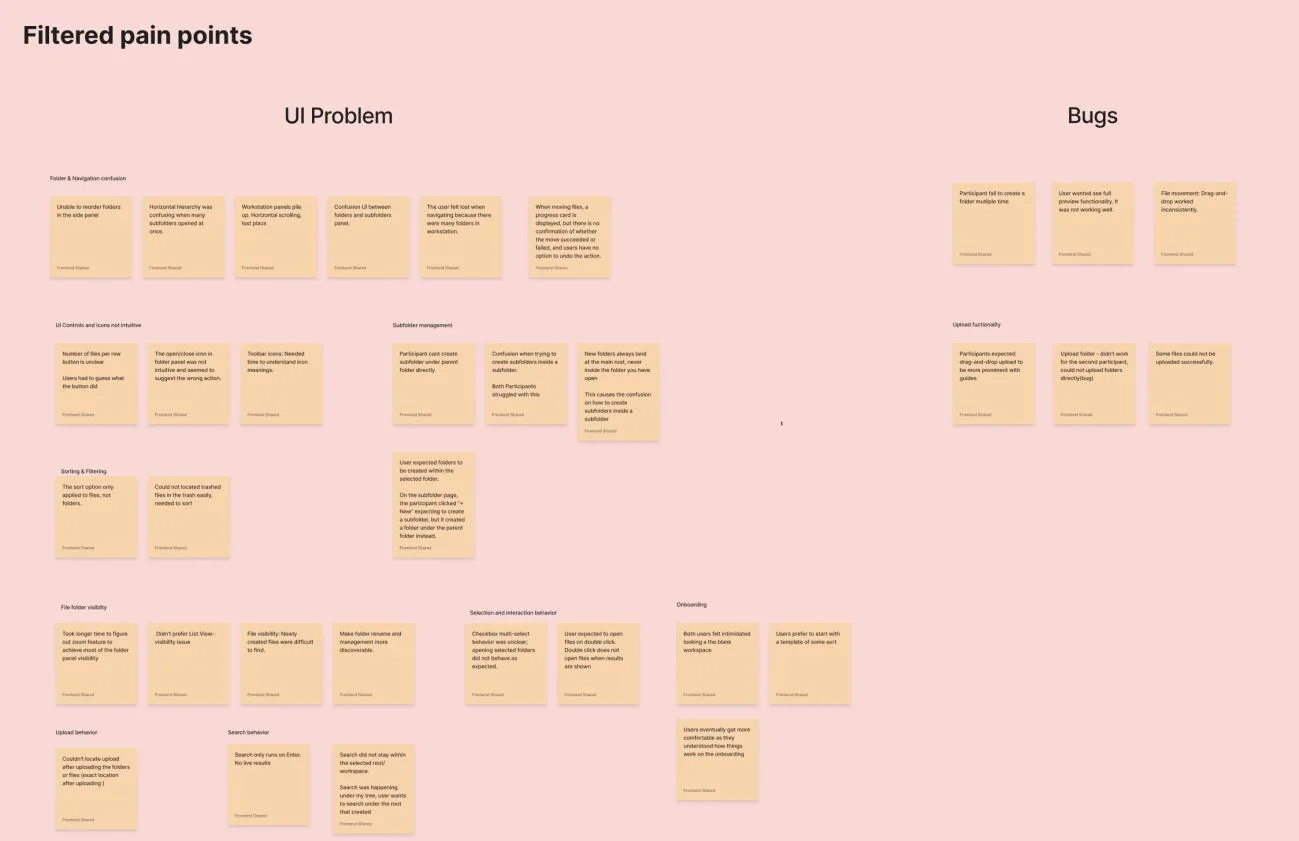 Filtered pain points
UI Problem
Bugs
Folder & Navigation confusion
Unable to reorder folders
in the side panel
Frontend Shared
Horizontal hierarchy was
confusing when many
subfolders opened at
once.
Frontend Shared
Workstation panels pile
up. Horizontal scrolling,
lost place
Frontend Shared
Confusion UI between
folders and subfolders
panel.
Frontend Shared
The user felt lost when
navigating because there
were many folders in
workstation.
Frontend Shared
When moving files, a
progress card is
displayed, but there is no
confirmation of whether
the move succeeded or
failed, and users have no
option to undo the action.
Frontend Shared
Participant fail to create a
folder multiple time
Frontend Shared
User wanted see full
preview functionality. It
was not working well.
Frontend Shared
File movement: Drag-and-
drop worked
inconsistently.
Frontend Shared
UI Controls and icons not intuitive
Number of files per row
button is unclear
Users had to guess what
the button did
Frontend Shared
The open/close icon in
folder panel was not
intuitive and seemed to
suggest the wrong action.
Frontend Shared
Toolbar icons: Needed
time to understand icon
meanings.
Frontend Shared
Subfolder management
Participant cant create
subfolder under parent
folder directly
Frontend Shared
Confusion when trying to
create subfolders inside a
subfolder.
Both Participants
struggled with this
Frontend Shared
New folders always land
at the main root, never
inside the folder you have
open
This causes the confusion
on how to create
subfolders inside a
subfolder
Frontend Shared
User expected folders to
be created within the
selected folder.
On the subfolder page,
the participant clicked "+
New" expecting to create
a subfolder, but it created
a folder under the parent
folder instead.
Frontend Shared
t
Upload fuctionality
Participants expected
drag-and-drop upload to
be more prominent with
guides
Frontend Shared
Upload folder - didn't work
for the second participant,
could not upload folders
directly(bug)
Frontend Shared
Some files could not be
uploaded successfully.
Frontend Shared
Sorting & Filtering
The sort option only
applied to files, not
folders.
Frontend Shared
Could not located trashed
files in the trash easily,
needed to sort
Frontend Shared
File folder visiblity
Took longer time to figure
out zoom feature to
achieve most of the folder
panel visibility
Frontend Shared
Didn't prefer List View-
visibility issue
Frontend Shared
File visibility: Newly
created files were difficult
to find.
Frontend Shared
Make folder rename and
management more
discoverable.
Frontend Shared
Selection and interaction behavior
Checkbox multi-select
behavior was unclear;
opening selected folders
did not behave as
expected.
Frontend Shared
User expected to open
files on double click.
Double click does not
open files when results
are shown
Frontend Shared
Onboarding
Both users felt intimidated
looking a the blank
workspace
Frontend Shared
Users prefer to start with
a template of some sort
Frontend Shared
Users eventually got more
comfortable as they
understood how things
work on the onboarding
Frontend Shared
Upload behavior
Couldn't locate upload
after uploading the folders
or files (exact location
after uploading )
Frontend Shared
Search behavior
Search only runs on Enter.
No live results
Frontend Shared
Search did not stay within
the selected root/
workspace.
Search was happening
under my tree, user wants
to search under the root
that created
Frontend Shared